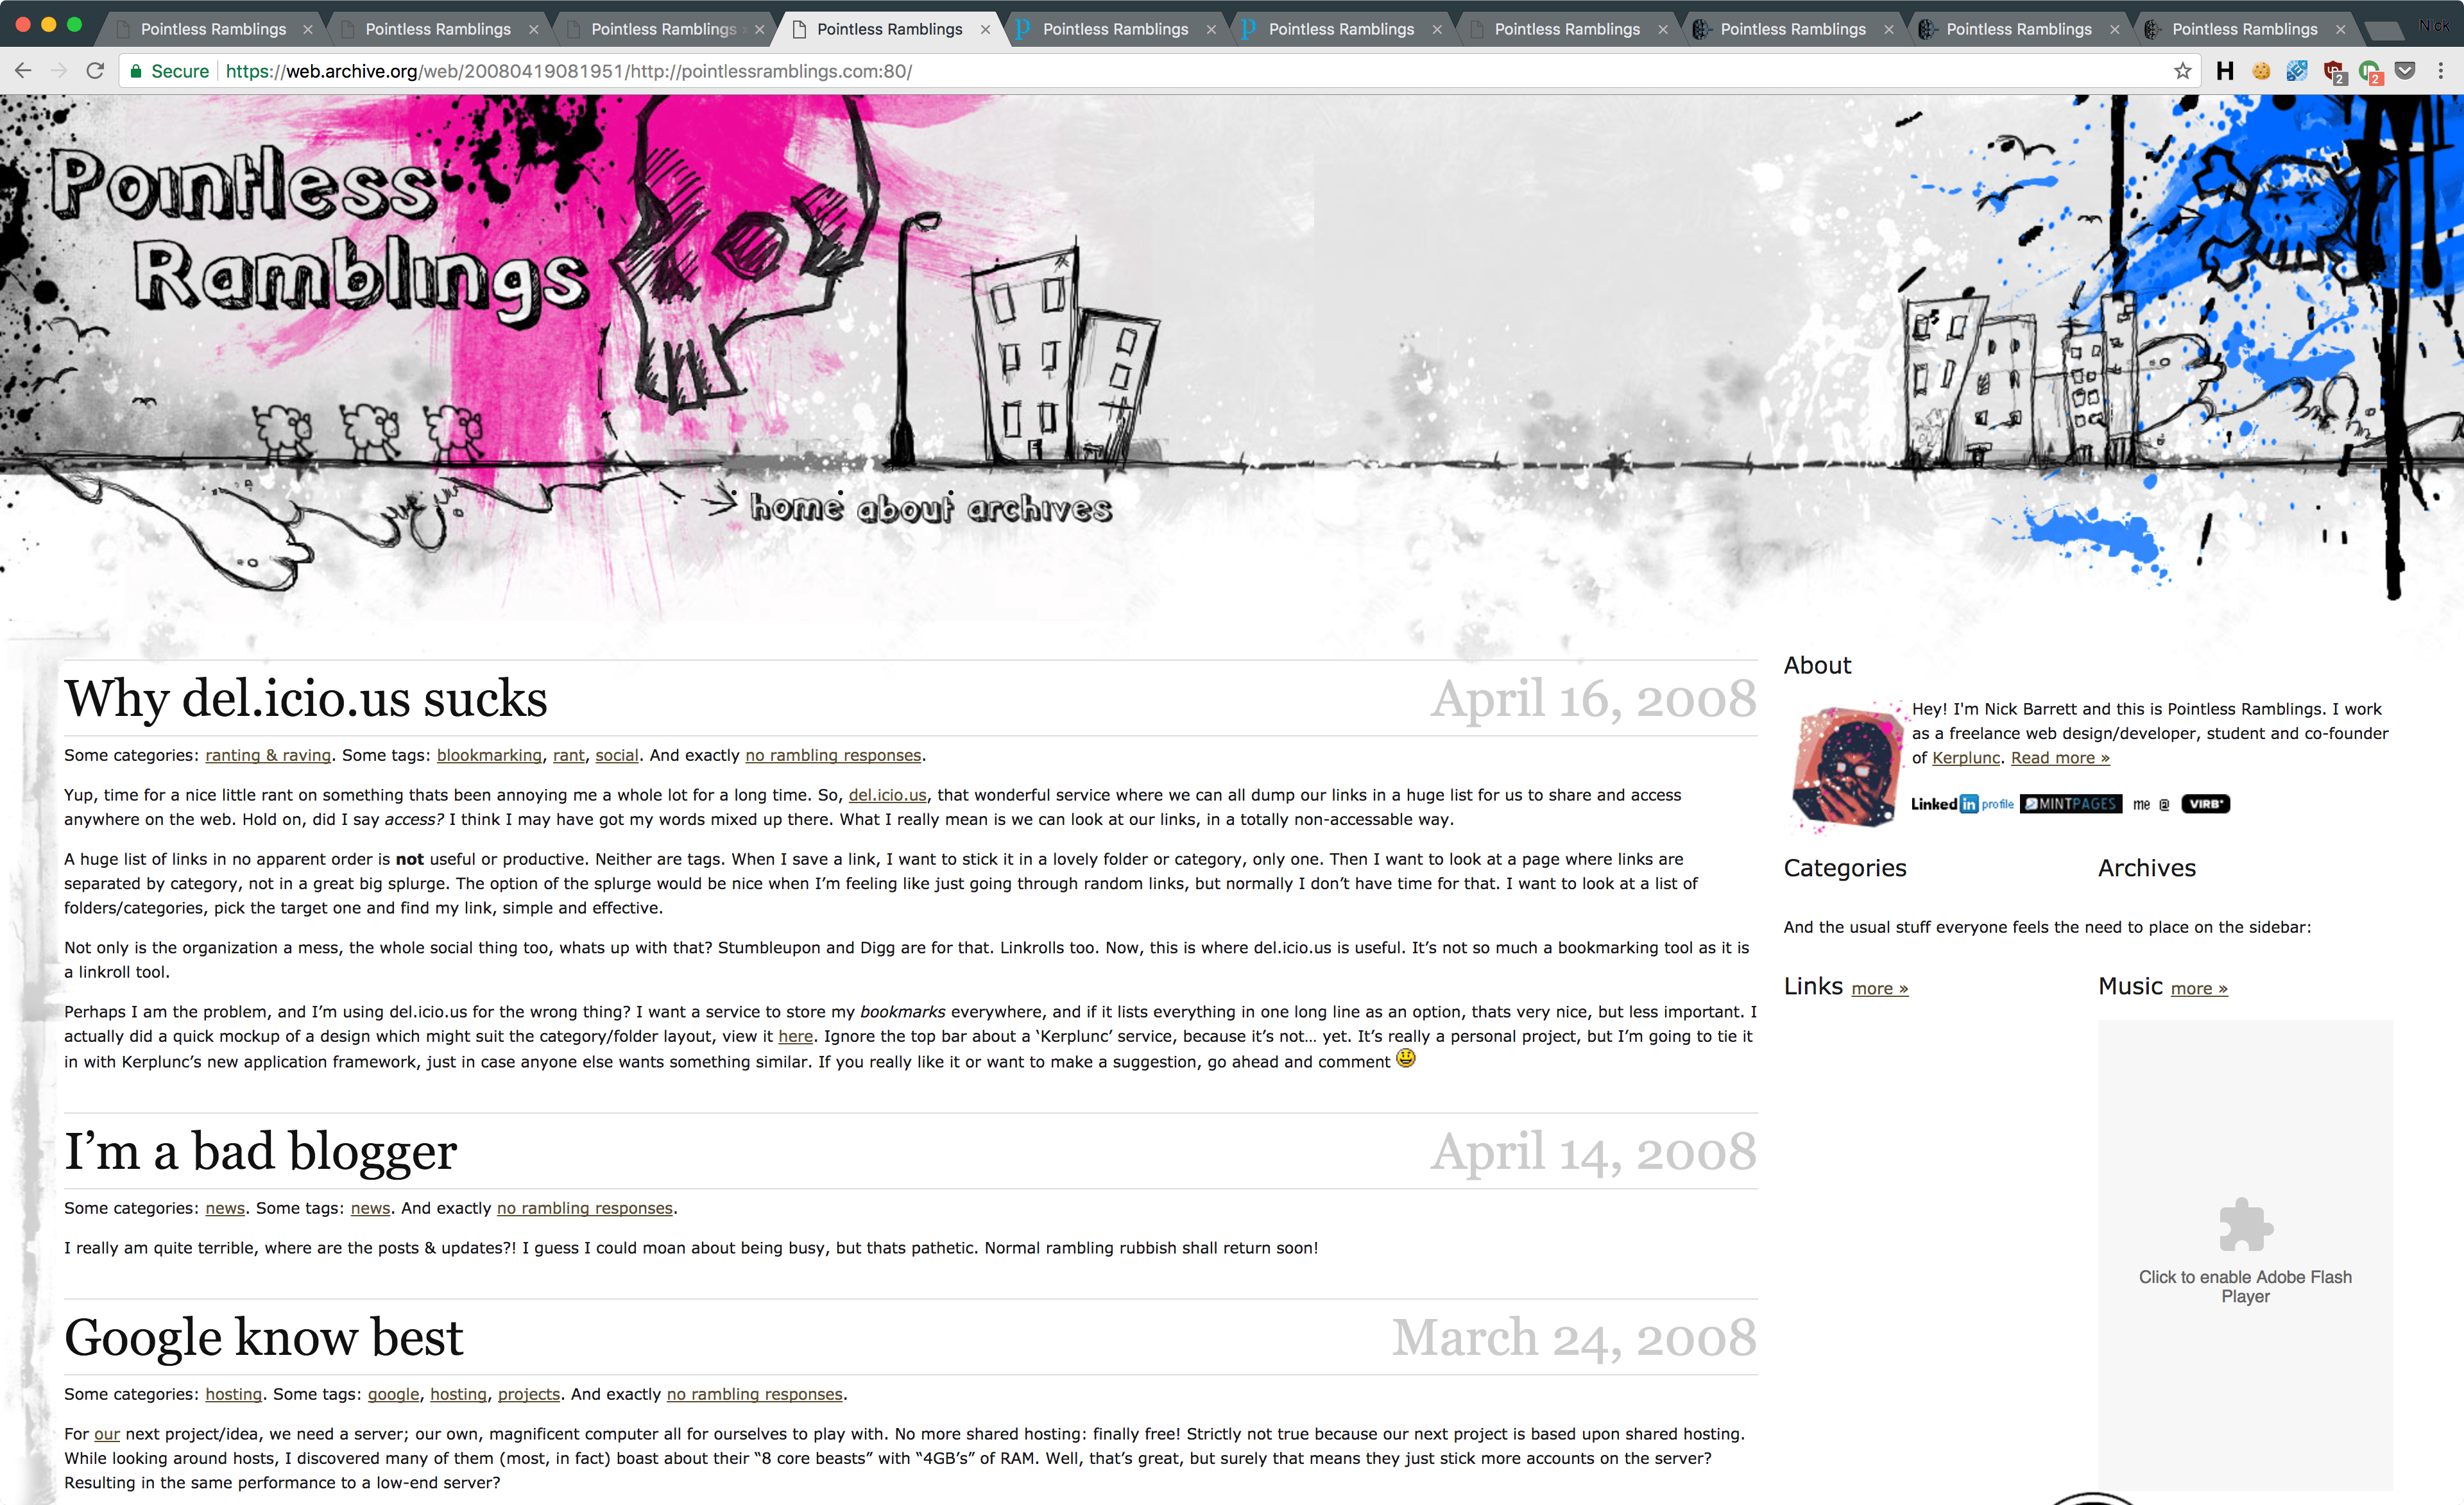 Pointless Ramblings
Pointless Ramblings
Pointless Ramblings
Pointless Ramblings
Pointless Ramblings
Pointless Ramblings
Pointless Ramblings
Pointless Ramblings
Pointless Ramblings
Pointless Ramblings
Nick
Secure https://web.archive.org/web/20080419081951/http://pointlessramblings.com:80/
H
2
2
Pointless
Ramblings
home about archives
Why del.icio.us sucks April 16, 2008
Some categories: ranting & raving. Some tags: blookmarking, rant, social. And exactly no rambling responses.
Yup, time for a nice little rant on something thats been annoying me a whole lot for a long time. So, del.icio.us, that wonderful service where we can all dump our links in a huge list for us to share and access
anywhere on the web. Hold on, did I say access? I think I may have got my words mixed up there. What I really mean is we can look at our links, in a totally non-accessable way.
A huge list of links in no apparent order is not useful or productive. Neither are tags. When I save a link, I want to stick it in a lovely folder or category, only one. Then I want to look at a page where links are
separated by category, not in a great big splurge. The option of the splurge would be nice when I’m feeling like just going through random links, but normally I don’t have time for that. I want to look at a list of
folders/categories, pick the target one and find my link, simple and effective.
Not only is the organization a mess, the whole social thing too, whats up with that? Stumbleupon and Digg are for that. Linkrolls too. Now, this is where del.icio.us is useful. It’s not so much a bookmarking tool as it is
a linkroll tool.
Perhaps I am the problem, and I’m using del.icio.us for the wrong thing? I want a service to store my bookmarks everywhere, and if it lists everything in one long line as an option, thats very nice, but less important. I
actually did a quick mockup of a design which might suit the category/folder layout, view it here. Ignore the top bar about a ‘Kerplunc’ service, because it’s not… yet. It’s really a personal project, but I’m going to tie it
in with Kerplunc’s new application framework, just in case anyone else wants something similar. If you really like it or want to make a suggestion, go ahead and comment
I’m a bad blogger April 14, 2008
Some categories: news. Some tags: news. And exactly no rambling responses.
I really am quite terrible, where are the posts & updates?! I guess I could moan about being busy, but thats pathetic. Normal rambling rubbish shall return soon!
Google know best March 24, 2008
Some categories: hosting. Some tags: google, hosting, projects. And exactly no rambling responses.
For our next project/idea, we need a server; our own, magnificent computer all for ourselves to play with. No more shared hosting: finally free! Strictly not true because our next project is based upon shared hosting.
While looking around hosts, I discovered many of them (most, in fact) boast about their “8 core beasts” with “4GB’s” of RAM. Well, that’s great, but surely that means they just stick more accounts on the server?
Resulting in the same performance to a low-end server?
About
Hey! I'm Nick Barrett and this is Pointless Ramblings. I work
as a freelance web design/developer, student and co-founder
of Kerplunc. Read more »
Linked in profile MINTPAGES me @ VIRB°
Categories Archives
And the usual stuff everyone feels the need to place on the sidebar:
Links more » Music more »
Click to enable Adobe Flash
Player